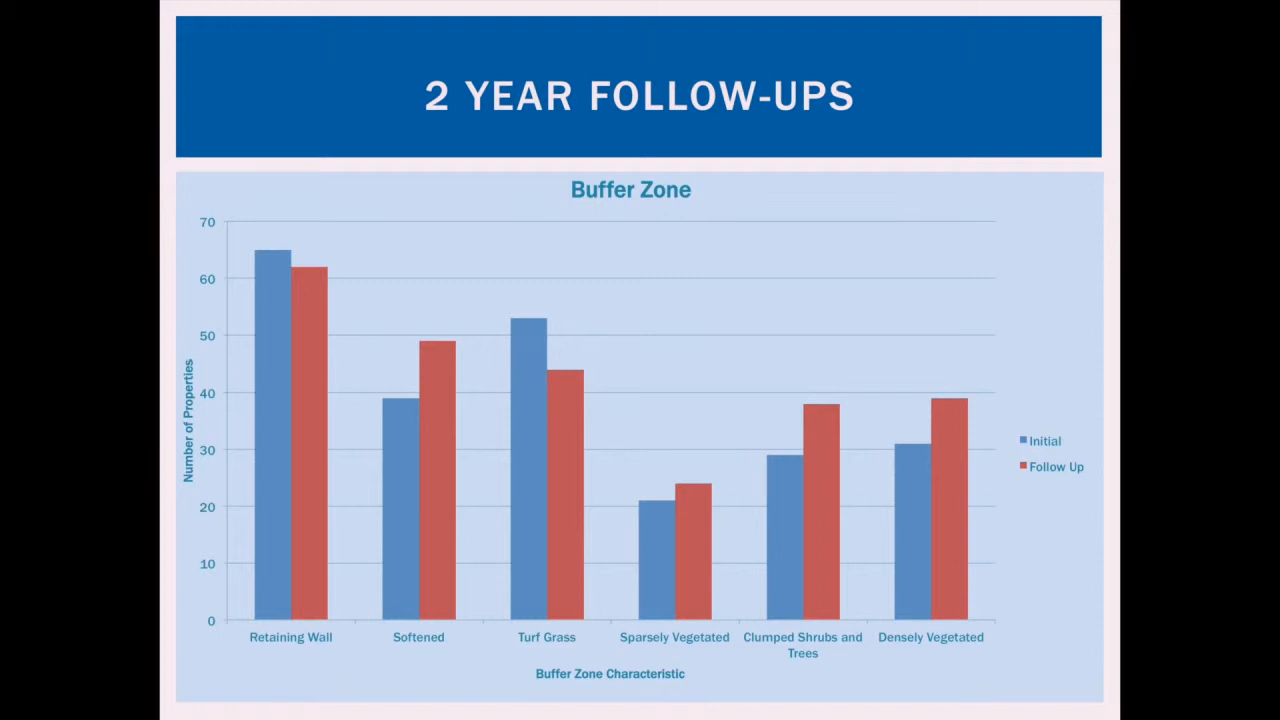 2 YEAR FOLLOW-UPS
Buffer Zone
Number of Properties
70
60
50
40
30
20
10
0
Retaining Wall
Softened
Turf Grass
Sparsely Vegetated
Clumped Shrubs and
Trees
Densely Vegetated
Buffer Zone Characteristic
Initial
Follow Up